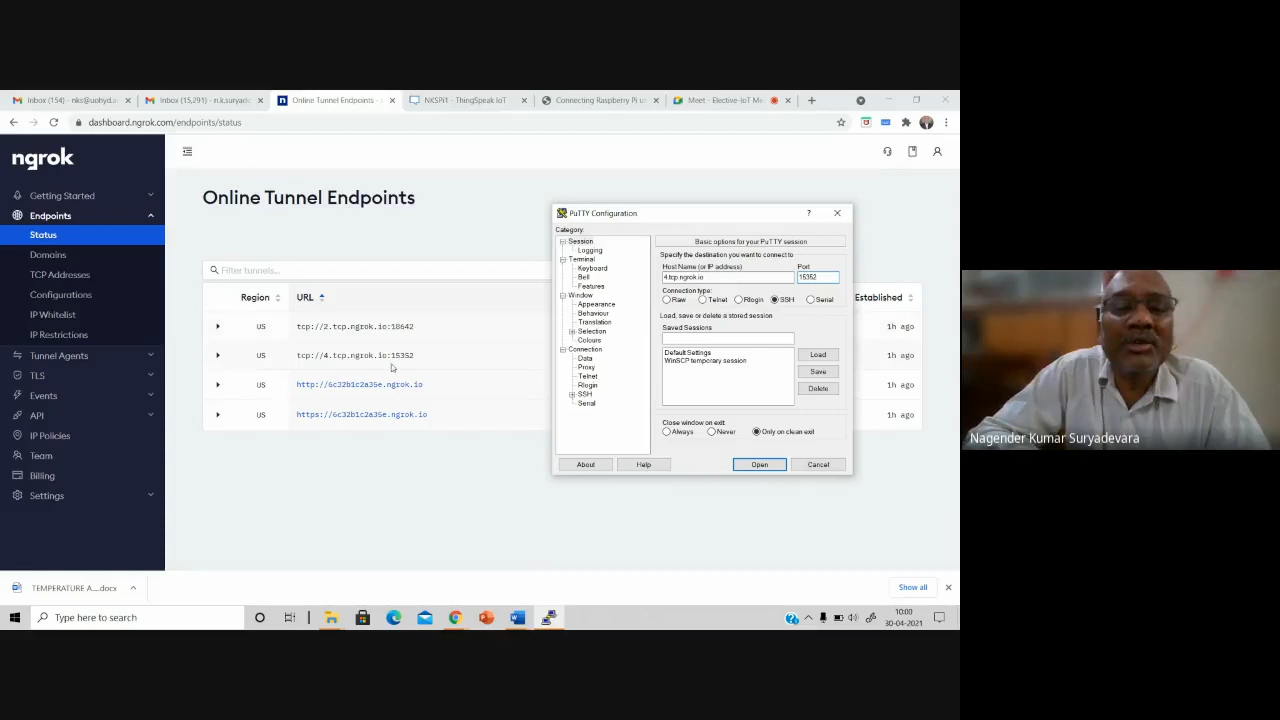 Inbox (154) - nks@uohyd.a
Inbox (15,291) - n.k.suryad
Online Tunnel Endpoints -
NKSPi1 - ThingSpeak IoT
Connecting Raspberry Pi u
Meet - Elective-IoT Me
dashboard.ngrok.com/endpoints/status
ngrok
Getting Started
Endpoints
Status
Domains
TCP Addresses
Configurations
IP Whitelist
IP Restrictions
Tunnel Agents
TLS
Events
API
IP Policies
Team
Billing
Settings
Online Tunnel Endpoints
Filter tunnels...
Region URL Established
US tcp://2.tcp.ngrok.io:18642 1h ago
US tcp://4.tcp.ngrok.io:15352 1h ago
US http://6c32b1c2a35e.ngrok.io 1h ago
US https://6c32b1c2a35e.ngrok.io 1h ago
PuTTY Configuration
? 
Category:
Session
Logging
Terminal
Keyboard
Bell
Features
Window
Appearance
Behaviour
Translation
Selection
Colours
Connection
Data
Proxy
Telnet
Rlogin
SSH
Serial
Basic options for your PuTTY session
Specify the destination you want to connect to
Host Name (or IP address) Port
4.tcp.ngrok.io 15352
Connection type:
Raw Telnet Rlogin SSH Serial
Load, save or delete a stored session
Saved Sessions
Default Settings
WinSCP temporary session
Load
Save
Delete
Close window on exit:
Always Never Only on clean exit
About Help Open Cancel
Nagender Kumar Suryadevara
TEMPERATURE A....docx
Show all
Type here to search
10:00
30-04-2021